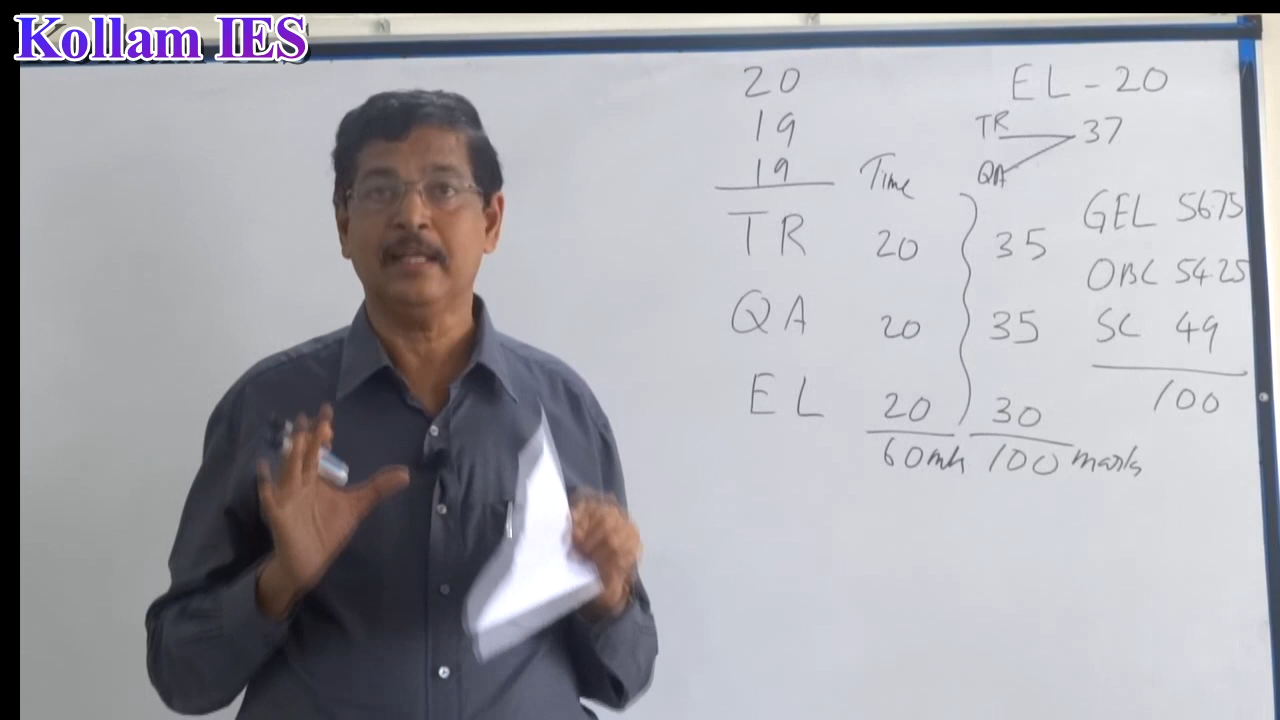 Kollam IES
20
19
19
Time
TR 20 35
QA 20 35
EL 20 30
60 100 marks
EL - 20
TR 37
QA
GEL 56.75
OBC 54.25
SC 49
100